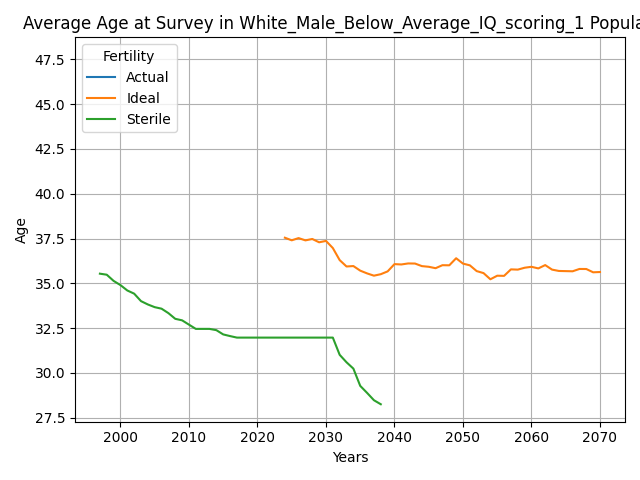 Average Age at Survey in White_Male_Below_Average_IQ_scoring_1 Popula
Fertility
Actual
Ideal
Sterile
47.5
45.0
42.5
40.0
37.5
35.0
32.5
30.0
27.5
Age
2000 2010 2020 2030 2040 2050 2060 2070
Years